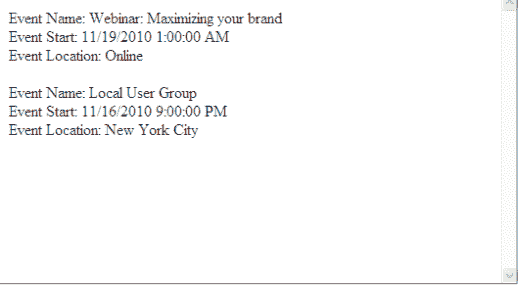 Event Name: Webinar: Maximizing your brand
Event Start: 11/19/2010 1:00:00 AM
Event Location: Online
Event Name: Local User Group
Event Start: 11/16/2010 9:00:00 PM
Event Location: New York City